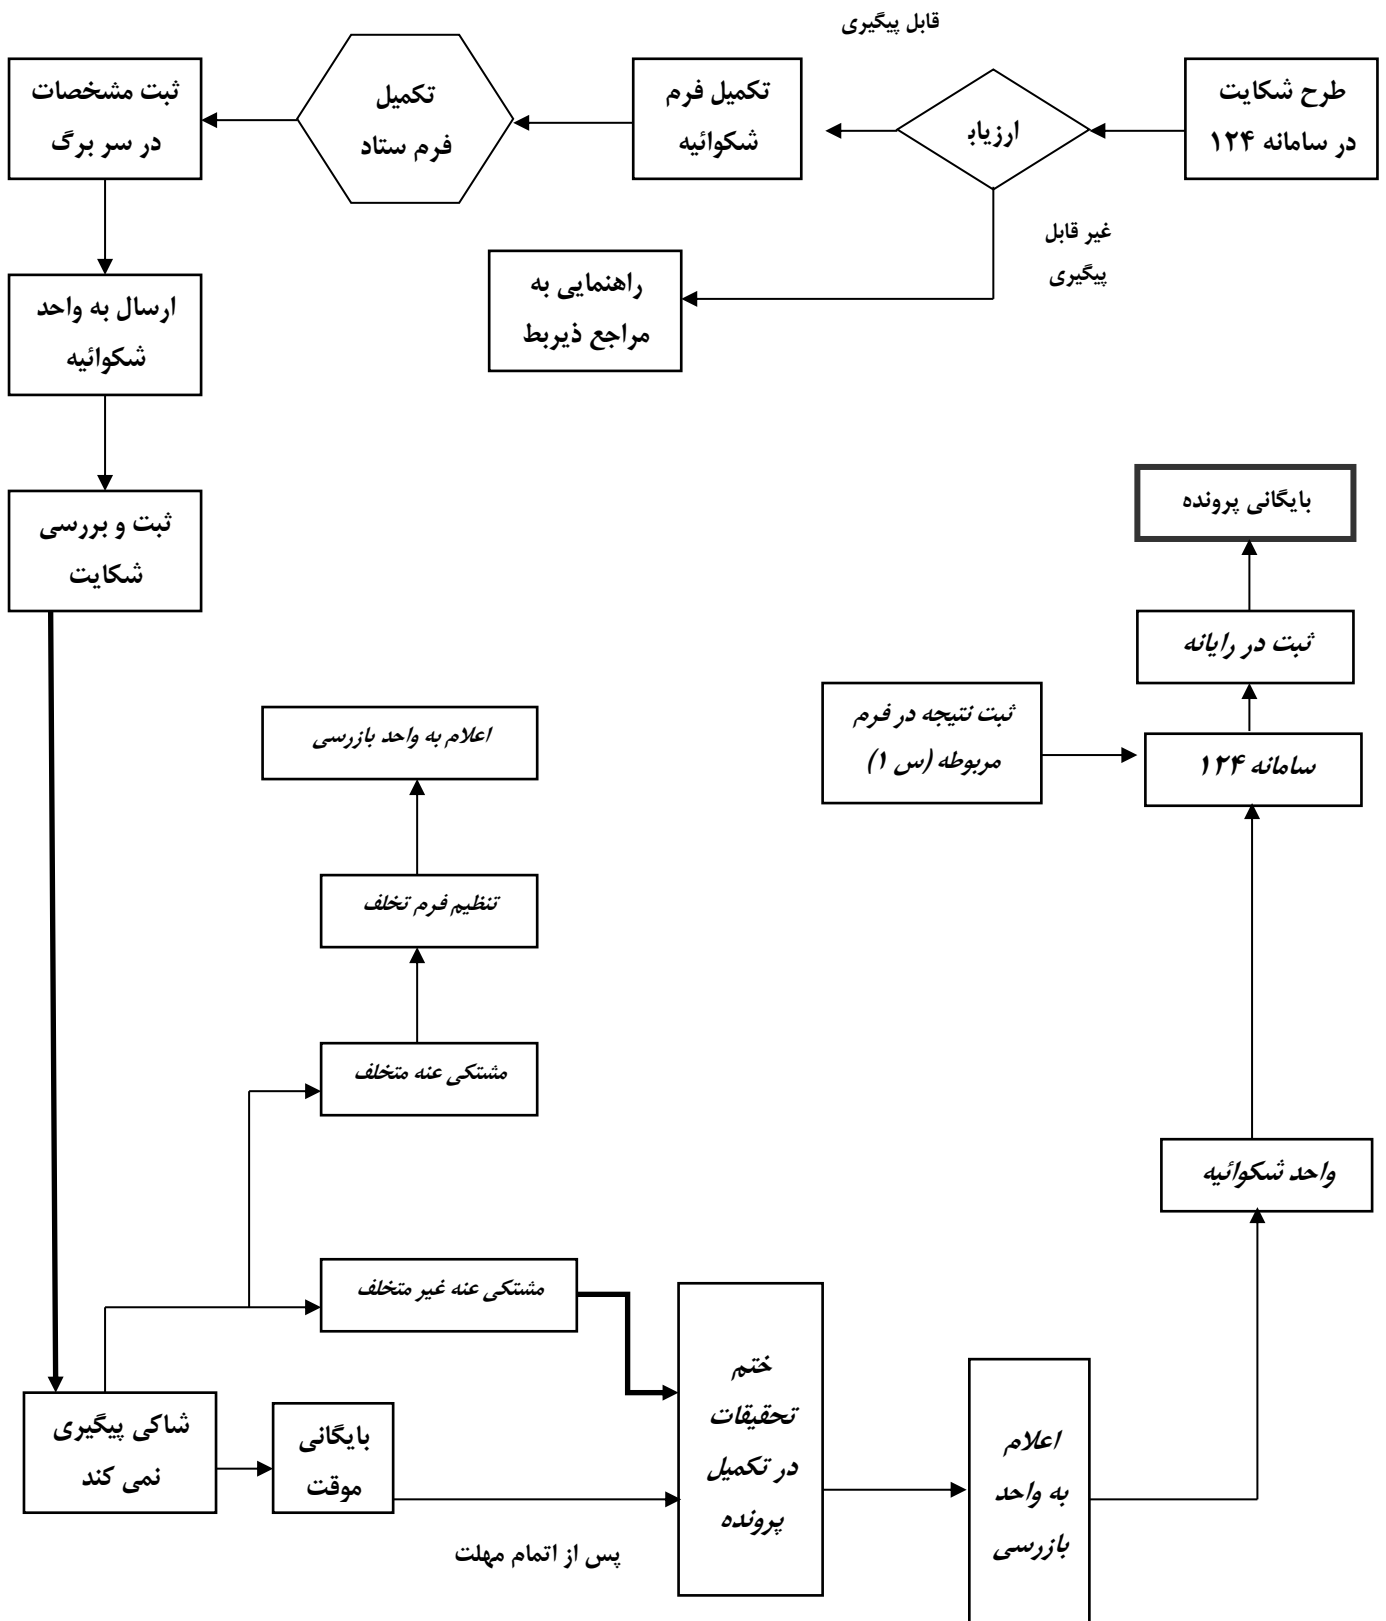 قابل پیگیری
طرح شکایت
در سامانه ۱۲۴
ارزیاب
تکمیل فرم
شکوائیه
تکمیل
فرم ستاد
ثبت مشخصات
در سر برگ
غیر قابل
پیگیری
راهنمایی به
مراجع ذیربط
ارسال به واحد
شکوائیه
ثبت و بررسی
شکایت
بایگانی پرونده
ثبت در رایانه
ثبت نتیجه در فرم
مربوطه (س ۱)
سامانه ۱۲۴
اعلام به واحد بازرسی
تنظیم فرم تخلف
مشتکی عنه متخلف
واحد شکوائیه
مشتکی عنه غیر متخلف
ختم
تحقیقات
در تکمیل
پرونده
شاکی پیگیری
نمی کند
بایگانی
موقت
اعلام
به واحد
بازرسی
پس از اتمام مهلت